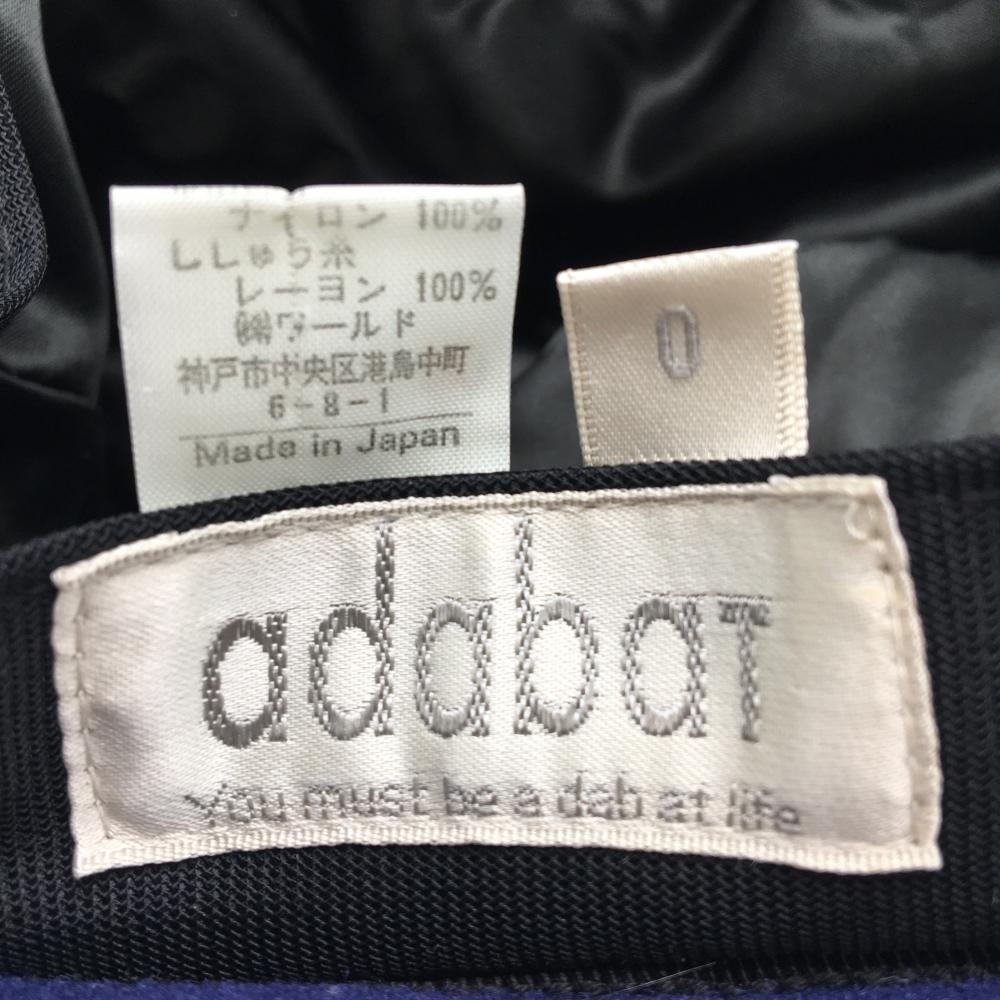 ナイロン 100%
ししゅう糸
レーヨン 100%
㈱ワールド
神戸市中央区港島中町
6-8-1
Made in Japan
0
adabaT
You must be a dab at life